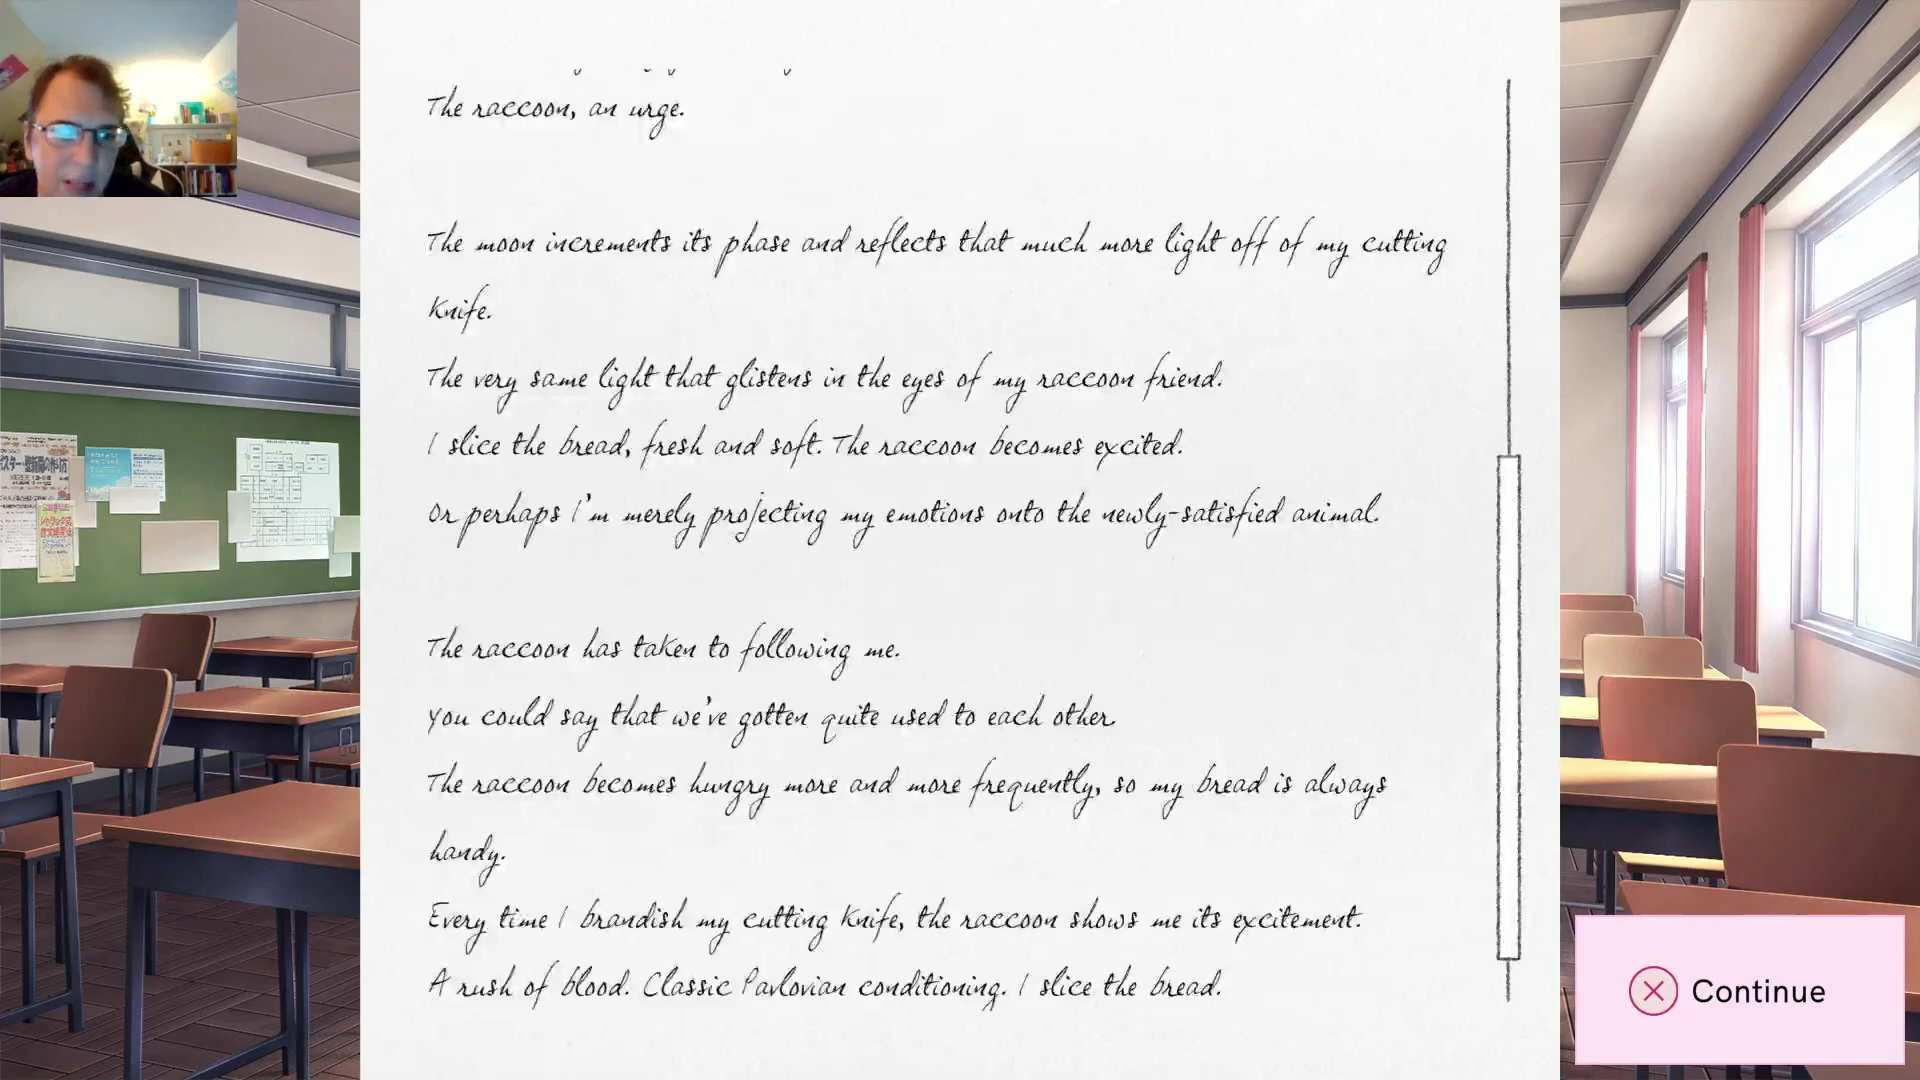 The raccoon, an urge.
The moon increments its phase and reflects that much more light off of my cutting
knife.
The very same light that glistens in the eyes of my raccoon friend.
I slice the bread, fresh and soft. The raccoon becomes excited.
Or perhaps I'm merely projecting my emotions onto the newly-satisfied animal.
The raccoon has taken to following me.
You could say that we've gotten quite used to each other.
The raccoon becomes hungry more and more frequently, so my bread is always
handy.
Every time I brandish my cutting knife, the raccoon shows me its excitement.
A rush of blood. Classic Pavlovian conditioning. I slice the bread.
Continue